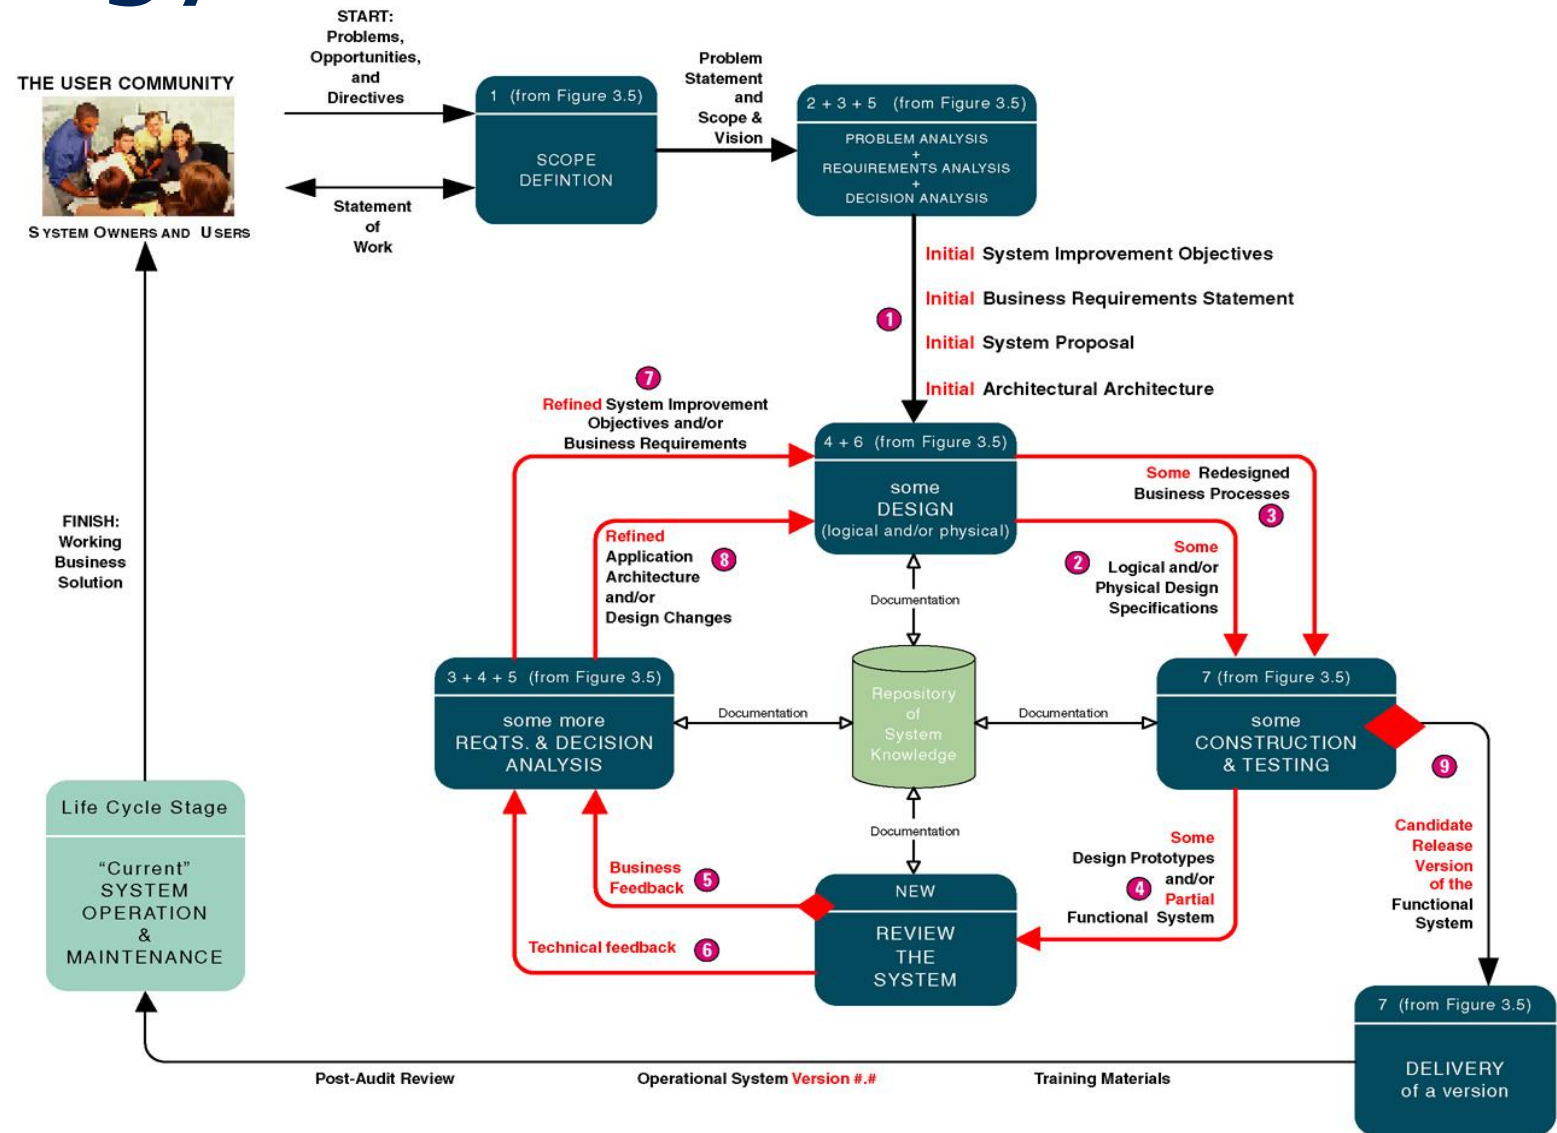 START:
Problems,
Opportunities,
and
Directives
THE USER COMMUNITY
SYSTEM OWNERS AND USERS
Statement
of
Work
1 (from Figure 3.5)
SCOPE
DEFINTION
Problem
Statement
and
Scope &
Vision
2 + 3 + 5 (from Figure 3.5)
PROBLEM ANALYSIS
+
REQUIREMENTS ANALYSIS
+
DECISION ANALYSIS
Initial System Improvement Objectives
Initial Business Requirements Statement
1
Initial System Proposal
Initial Architectural Architecture
7
Refined System Improvement
Objectives and/or
Business Requirements
4 + 6 (from Figure 3.5)
some
DESIGN
(logical and/or physical)
Some Redesigned
Business Processes
3
Refined
Application
Architecture
and/or
Design Changes
8
2
Some
Logical and/or
Physical Design
Specifications
Documentation
FINISH:
Working
Business
Solution
3 + 4 + 5 (from Figure 3.5)
some more
REQTS. & DECISION
ANALYSIS
Documentation
Repository
of
System
Knowledge
Documentation
7 (from Figure 3.5)
some
CONSTRUCTION
& TESTING
9
Candidate
Release
Version
of the
Functional
System
Documentation
Some
Design Prototypes
and/or
4
Partial
Functional System
Business
Feedback
5
Technical feedback
6
NEW
REVIEW
THE
SYSTEM
Life Cycle Stage
“Current”
SYSTEM
OPERATION
&
MAINTENANCE
7 (from Figure 3.5)
DELIVERY
of a version
Post-Audit Review
Operational System Version #.#
Training Materials